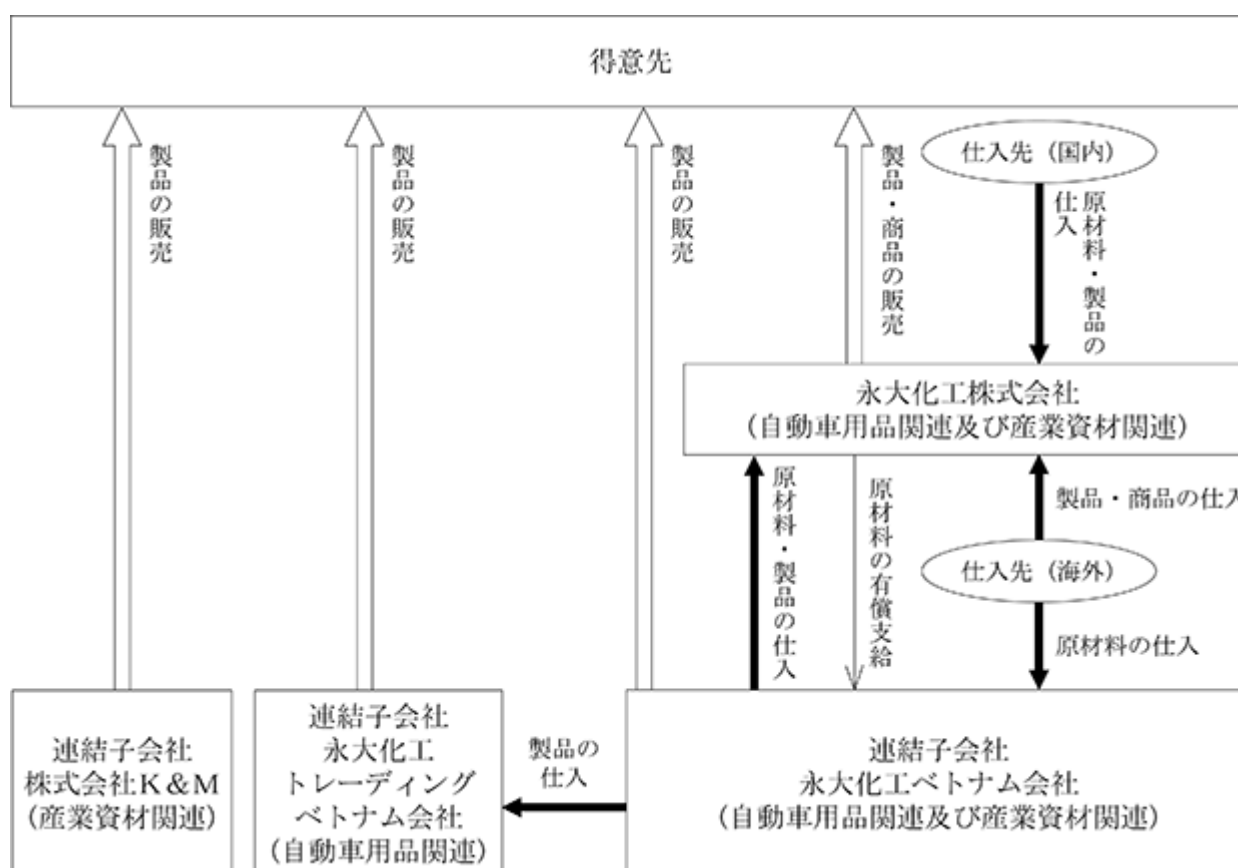 得意先
製品の販売
製品の販売
製品の販売
製品・商品の販売
仕入先（国内）
原材料・製品の
仕入
永大化工株式会社
（自動車用品関連及び産業資材関連）
原材料・製品の仕入
原材料の有償支給
製品・商品の仕入
仕入先（海外）
原材料の仕入
連結子会社
株式会社Ｋ＆Ｍ
（産業資材関連）
連結子会社
永大化工
トレーディング
ベトナム会社
（自動車用品関連）
製品の
仕入
連結子会社
永大化工ベトナム会社
（自動車用品関連及び産業資材関連）